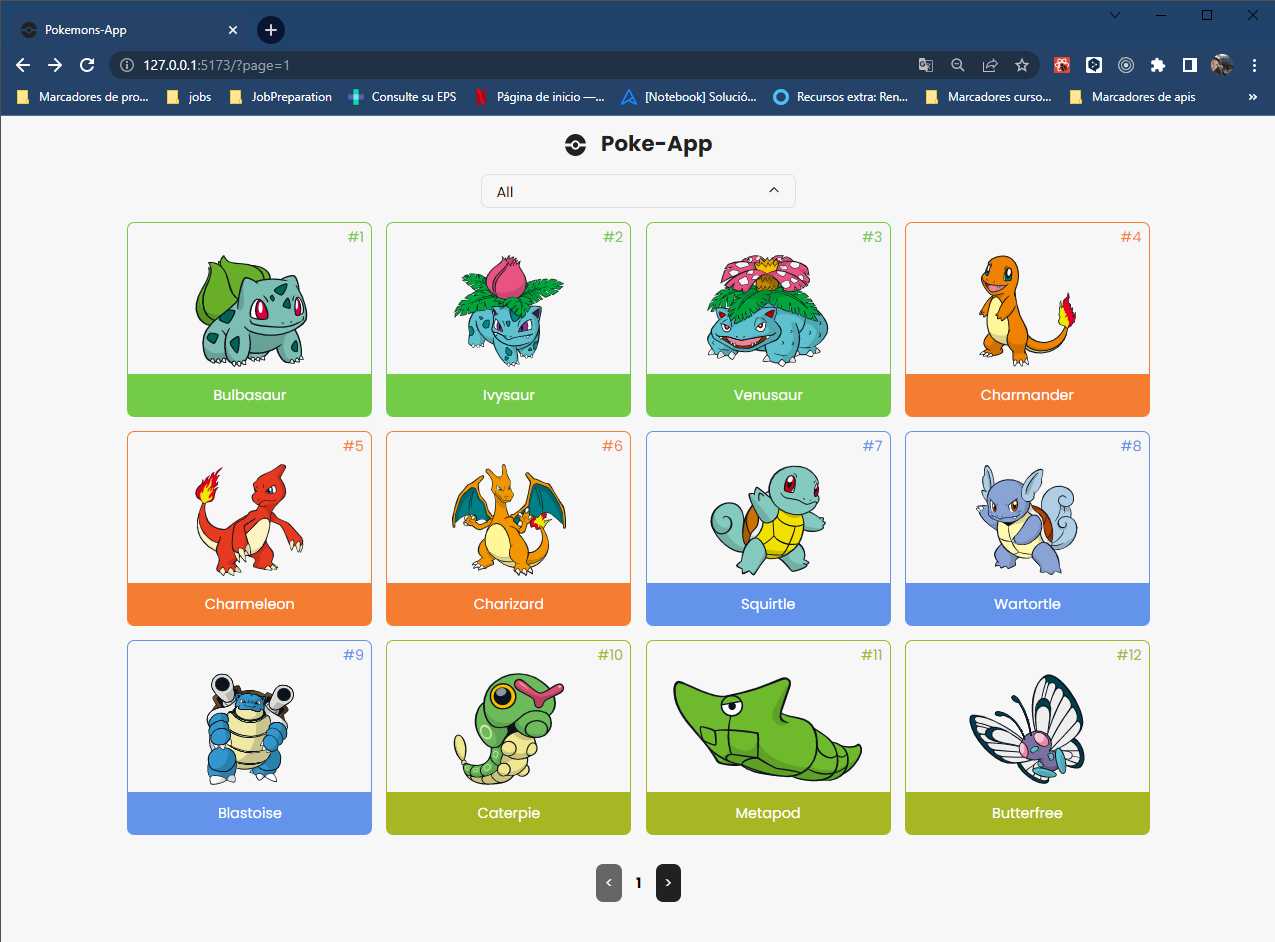 Pokemons-App
127.0.0.1:5173/?page=1
Marcadores de pro... jobs JobPreparation Consulte su EPS Página de inicio —... [Notebook] Solució... Recursos extra: Ren... Marcadores curso... Marcadores de apis »
Poke-App
All
#1 #2 #3 #4
Bulbasaur Ivysaur Venusaur Charmander
#5 #6 #7 #8
Charmeleon Charizard Squirtle Wartortle
#9 #10 #11 #12
Blastoise Caterpie Metapod Butterfree
< 1 >